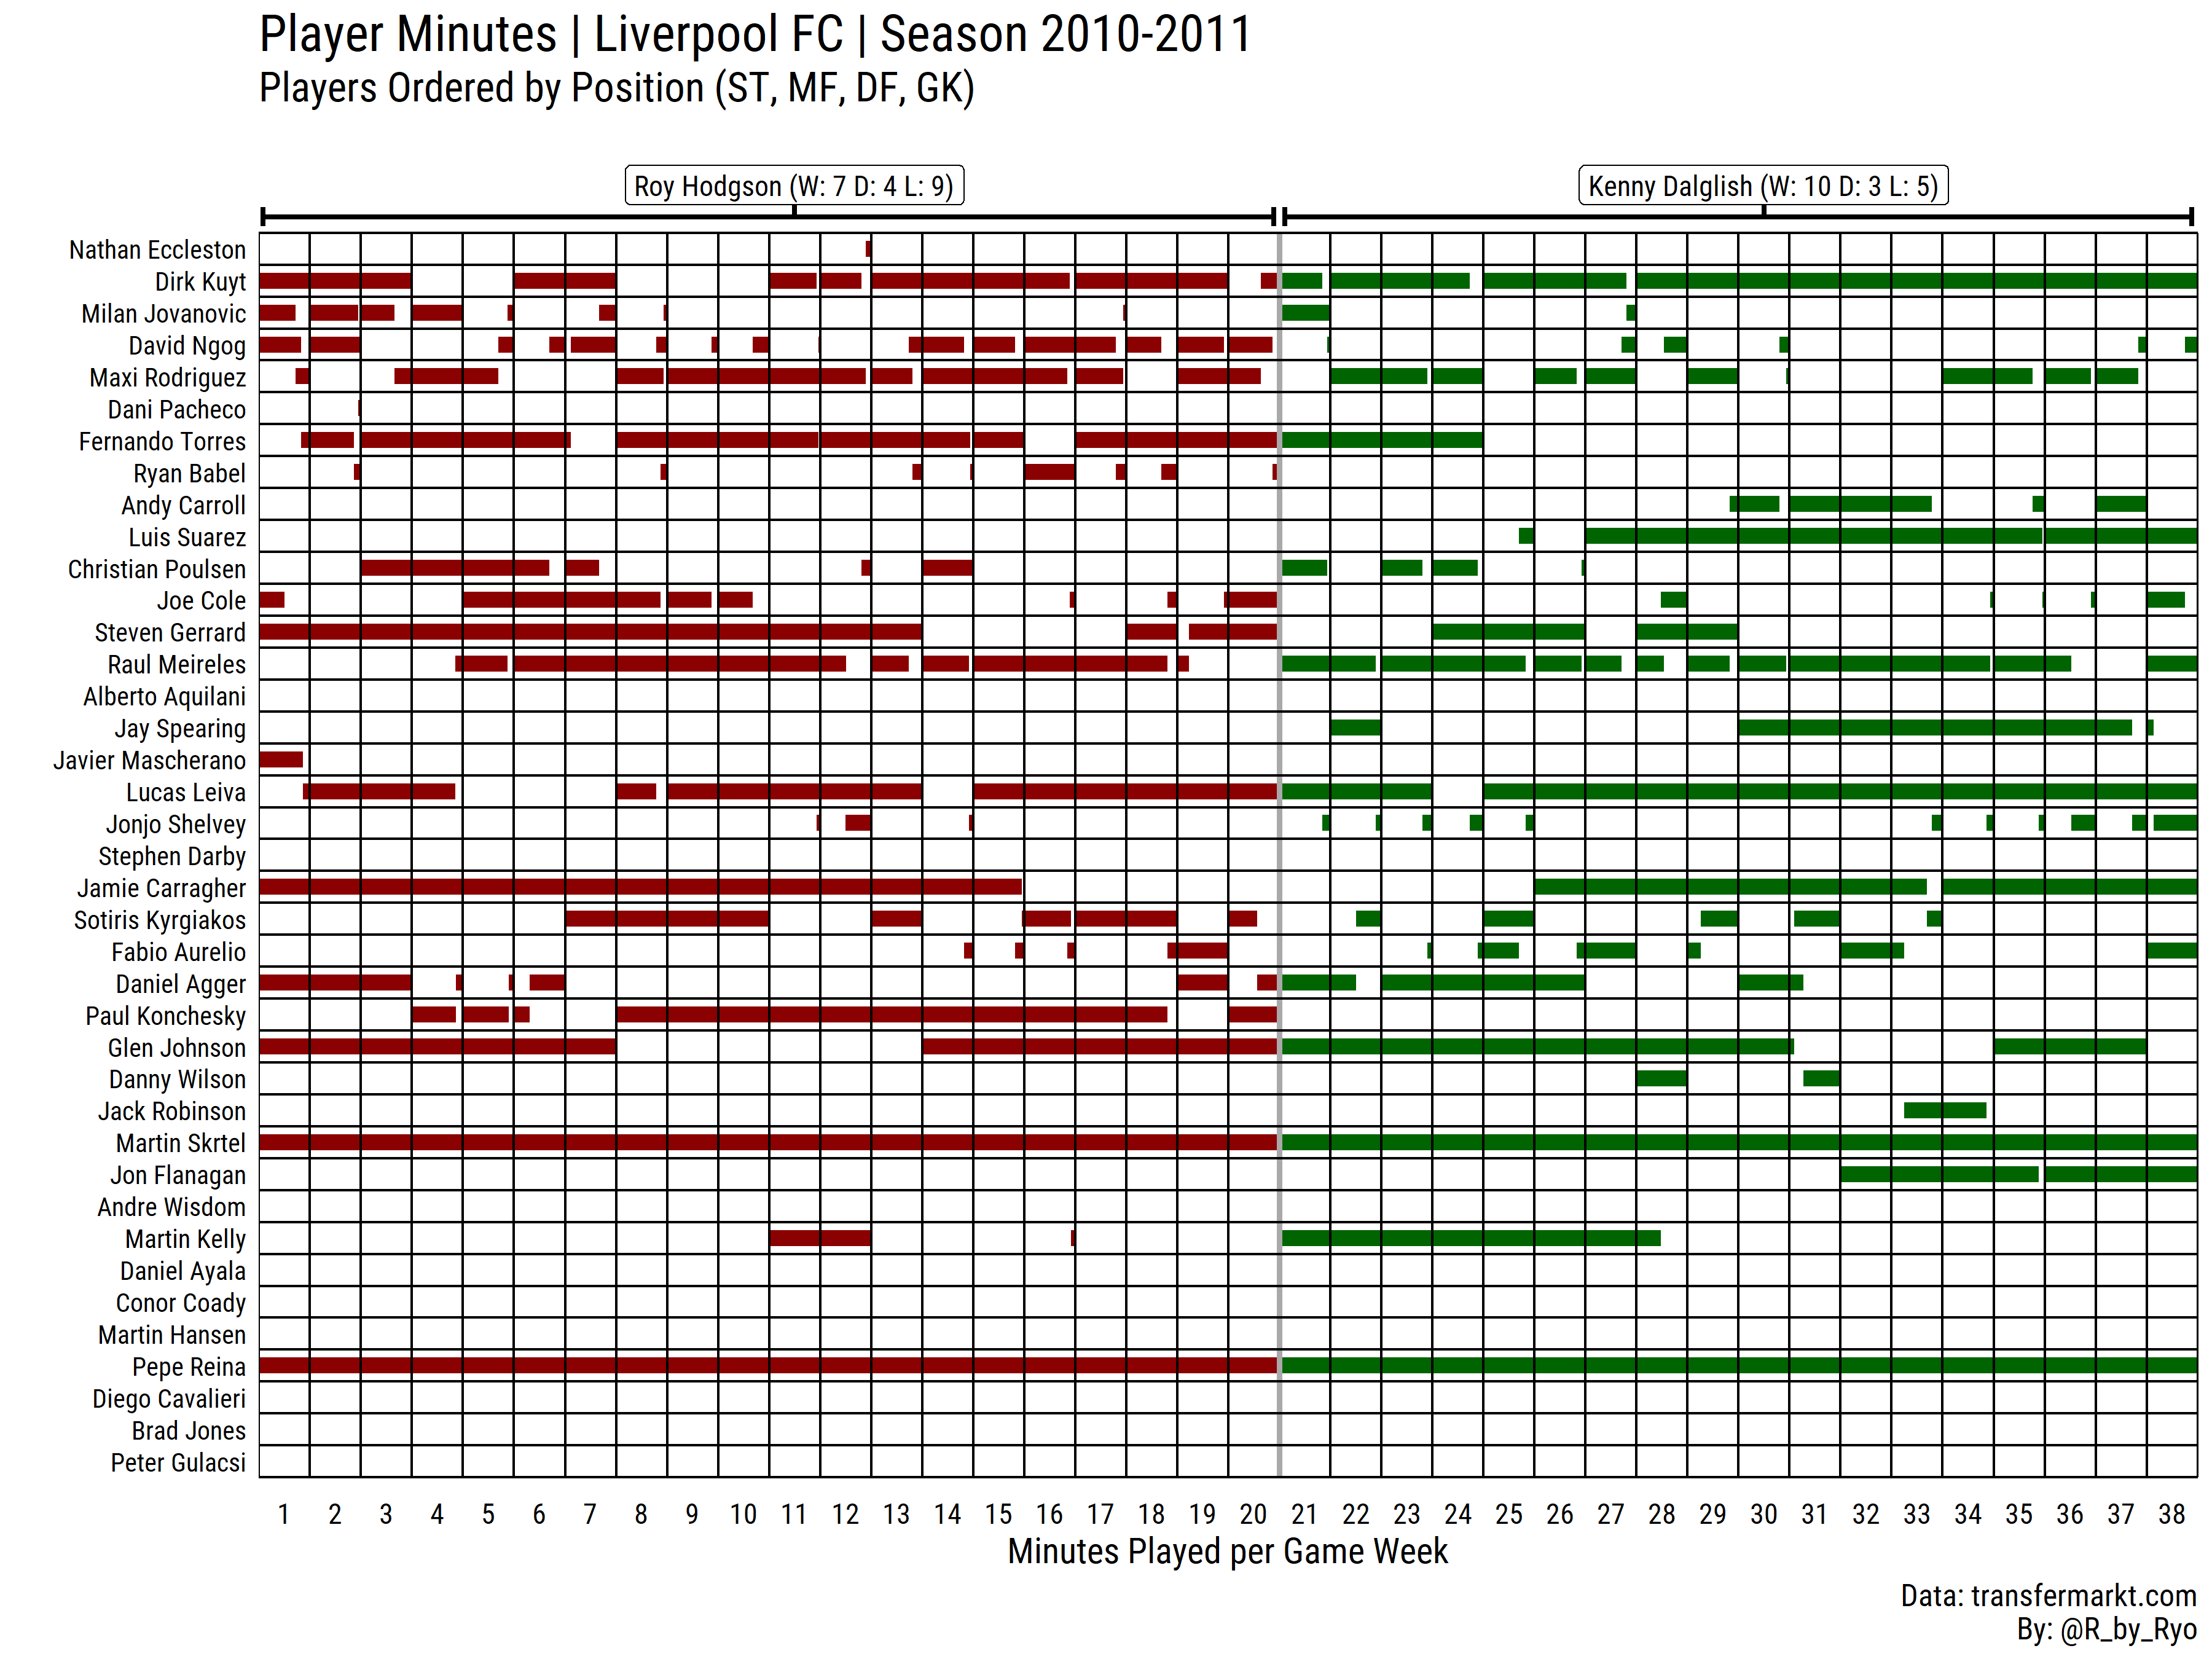 Player Minutes | Liverpool FC | Season 2010-2011
Players Ordered by Position (ST, MF, DF, GK)
Roy Hodgson (W: 7 D: 4 L: 9)
Kenny Dalglish (W: 10 D: 3 L: 5)
Nathan Eccleston
Dirk Kuyt
Milan Jovanovic
David Ngog
Maxi Rodriguez
Dani Pacheco
Fernando Torres
Ryan Babel
Andy Carroll
Luis Suarez
Christian Poulsen
Joe Cole
Steven Gerrard
Raul Meireles
Alberto Aquilani
Jay Spearing
Javier Mascherano
Lucas Leiva
Jonjo Shelvey
Stephen Darby
Jamie Carragher
Sotiris Kyrgiakos
Fabio Aurelio
Daniel Agger
Paul Konchesky
Glen Johnson
Danny Wilson
Jack Robinson
Martin Skrtel
Jon Flanagan
Andre Wisdom
Martin Kelly
Daniel Ayala
Conor Coady
Martin Hansen
Pepe Reina
Diego Cavalieri
Brad Jones
Peter Gulacsi
1 2 3 4 5 6 7 8 9 10 11 12 13 14 15 16 17 18 19 20 21 22 23 24 25 26 27 28 29 30 31 32 33 34 35 36 37 38
Minutes Played per Game Week
Data: transfermarkt.com
By: @R_by_Ryo